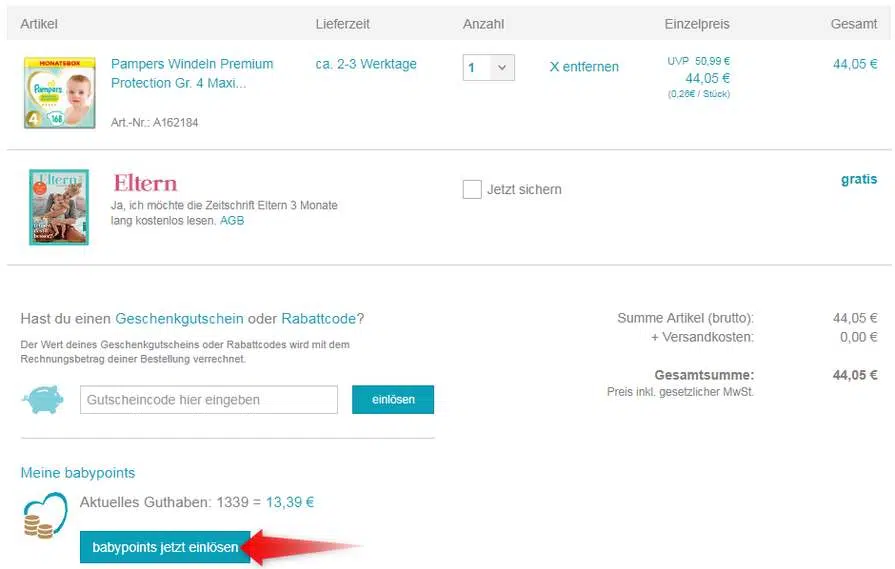 Artikel Lieferzeit Anzahl Einzelpreis Gesamt
MONATSBOX
Pampers
4
168
Pampers Windeln Premium
Protection Gr. 4 Maxi...
Art.-Nr.: A162184
ca. 2-3 Werktage
1
X entfernen
UVP 50,99 €
44,05 €
(0,26€ / Stück)
44,05 €
Eltern
Eltern
Ja, ich möchte die Zeitschrift Eltern 3 Monate
lang kostenlos lesen. AGB
Jetzt sichern
gratis
Hast du einen Geschenkgutschein oder Rabattcode?
Der Wert deines Geschenkgutscheins oder Rabattcodes wird mit dem
Rechnungsbetrag deiner Bestellung verrechnet.
Gutscheincode hier eingeben
einlösen
Summe Artikel (brutto): 44,05 €
+ Versandkosten: 0,00 €
Gesamtsumme: 44,05 €
Preis inkl. gesetzlicher MwSt.
Meine babypoints
Aktuelles Guthaben: 1339 = 13,39 €
babypoints jetzt einlösen